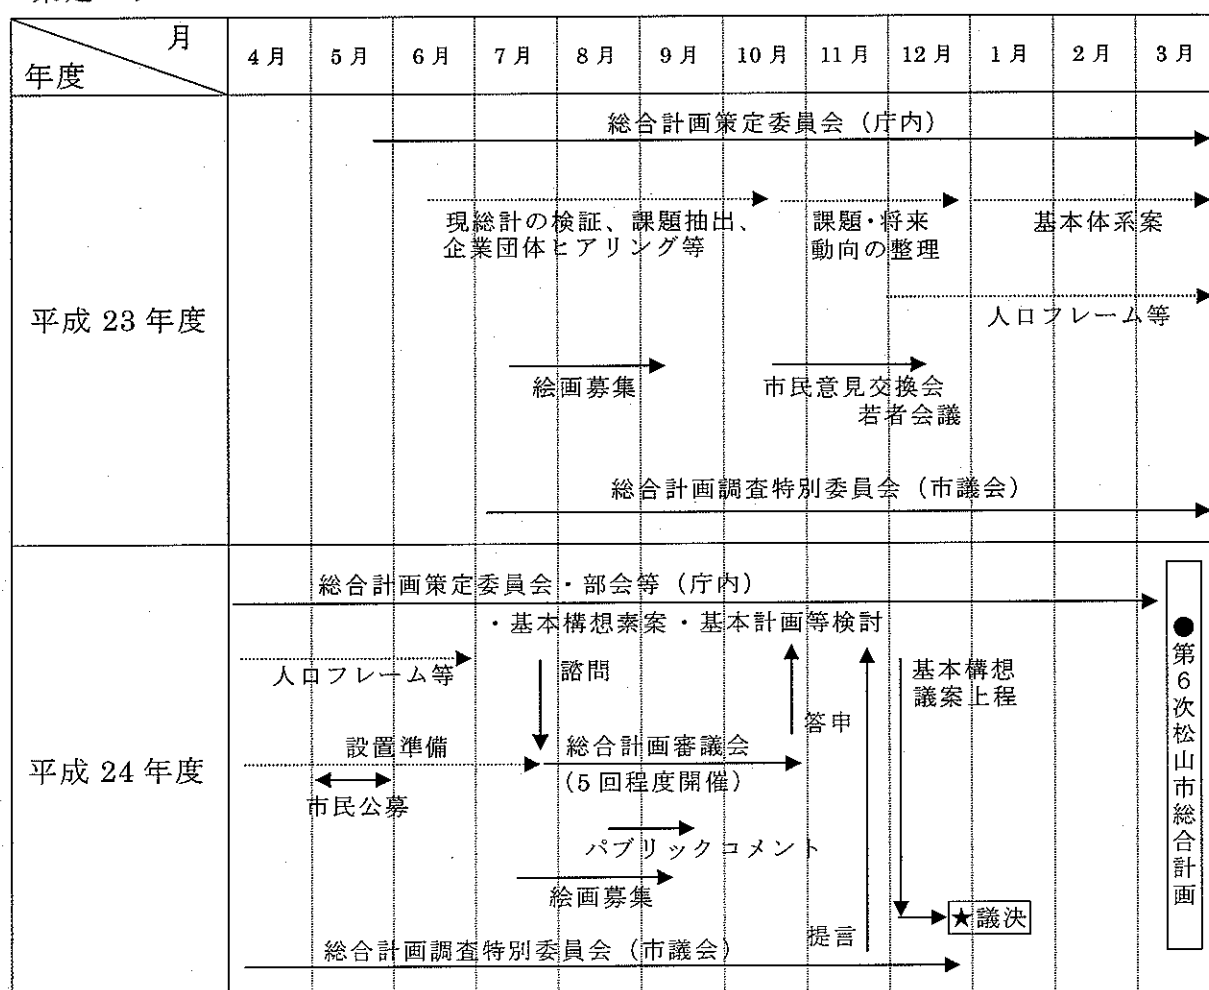 月
年度
4月 5月 6月 7月 8月 9月 10月 11月 12月 1月 2月 3月
平成23年度
総合計画策定委員会（庁内）
現総計の検証、課題抽出、
企業団体ヒアリング等
課題・将来
動向の整理
基本体系案
人口フレーム等
絵画募集
市民意見交換会
若者会議
総合計画調査特別委員会（市議会）
平成24年度
総合計画策定委員会・部会等（庁内）
・基本構想素案・基本計画等検討
人口フレーム等
諮問
答申
基本構想
議案上程
設置準備
総合計画審議会
(5回程度開催)
市民公募
パブリックコメント
絵画募集
提言
★議決
総合計画調査特別委員会（市議会）
●第6次松山市総合計画